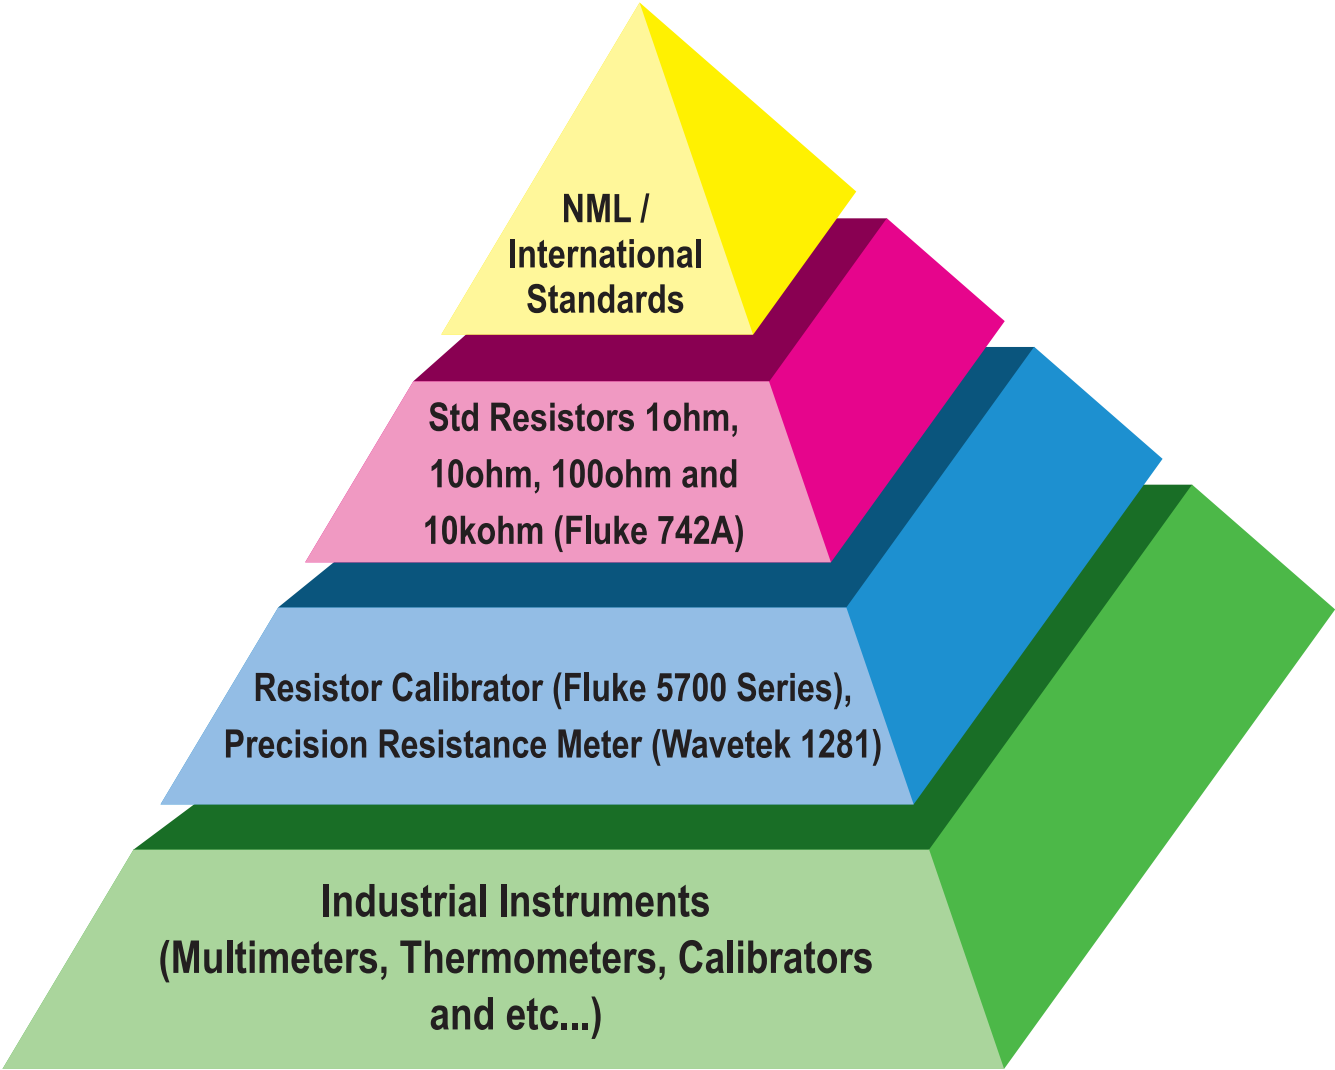 NML /
International
Standards
Std Resistors 1ohm,
10ohm, 100ohm and
10kohm (Fluke 742A)
Resistor Calibrator (Fluke 5700 Series),
Precision Resistance Meter (Wavetek 1281)
Industrial Instruments
(Multimeters, Thermometers, Calibrators
and etc...)